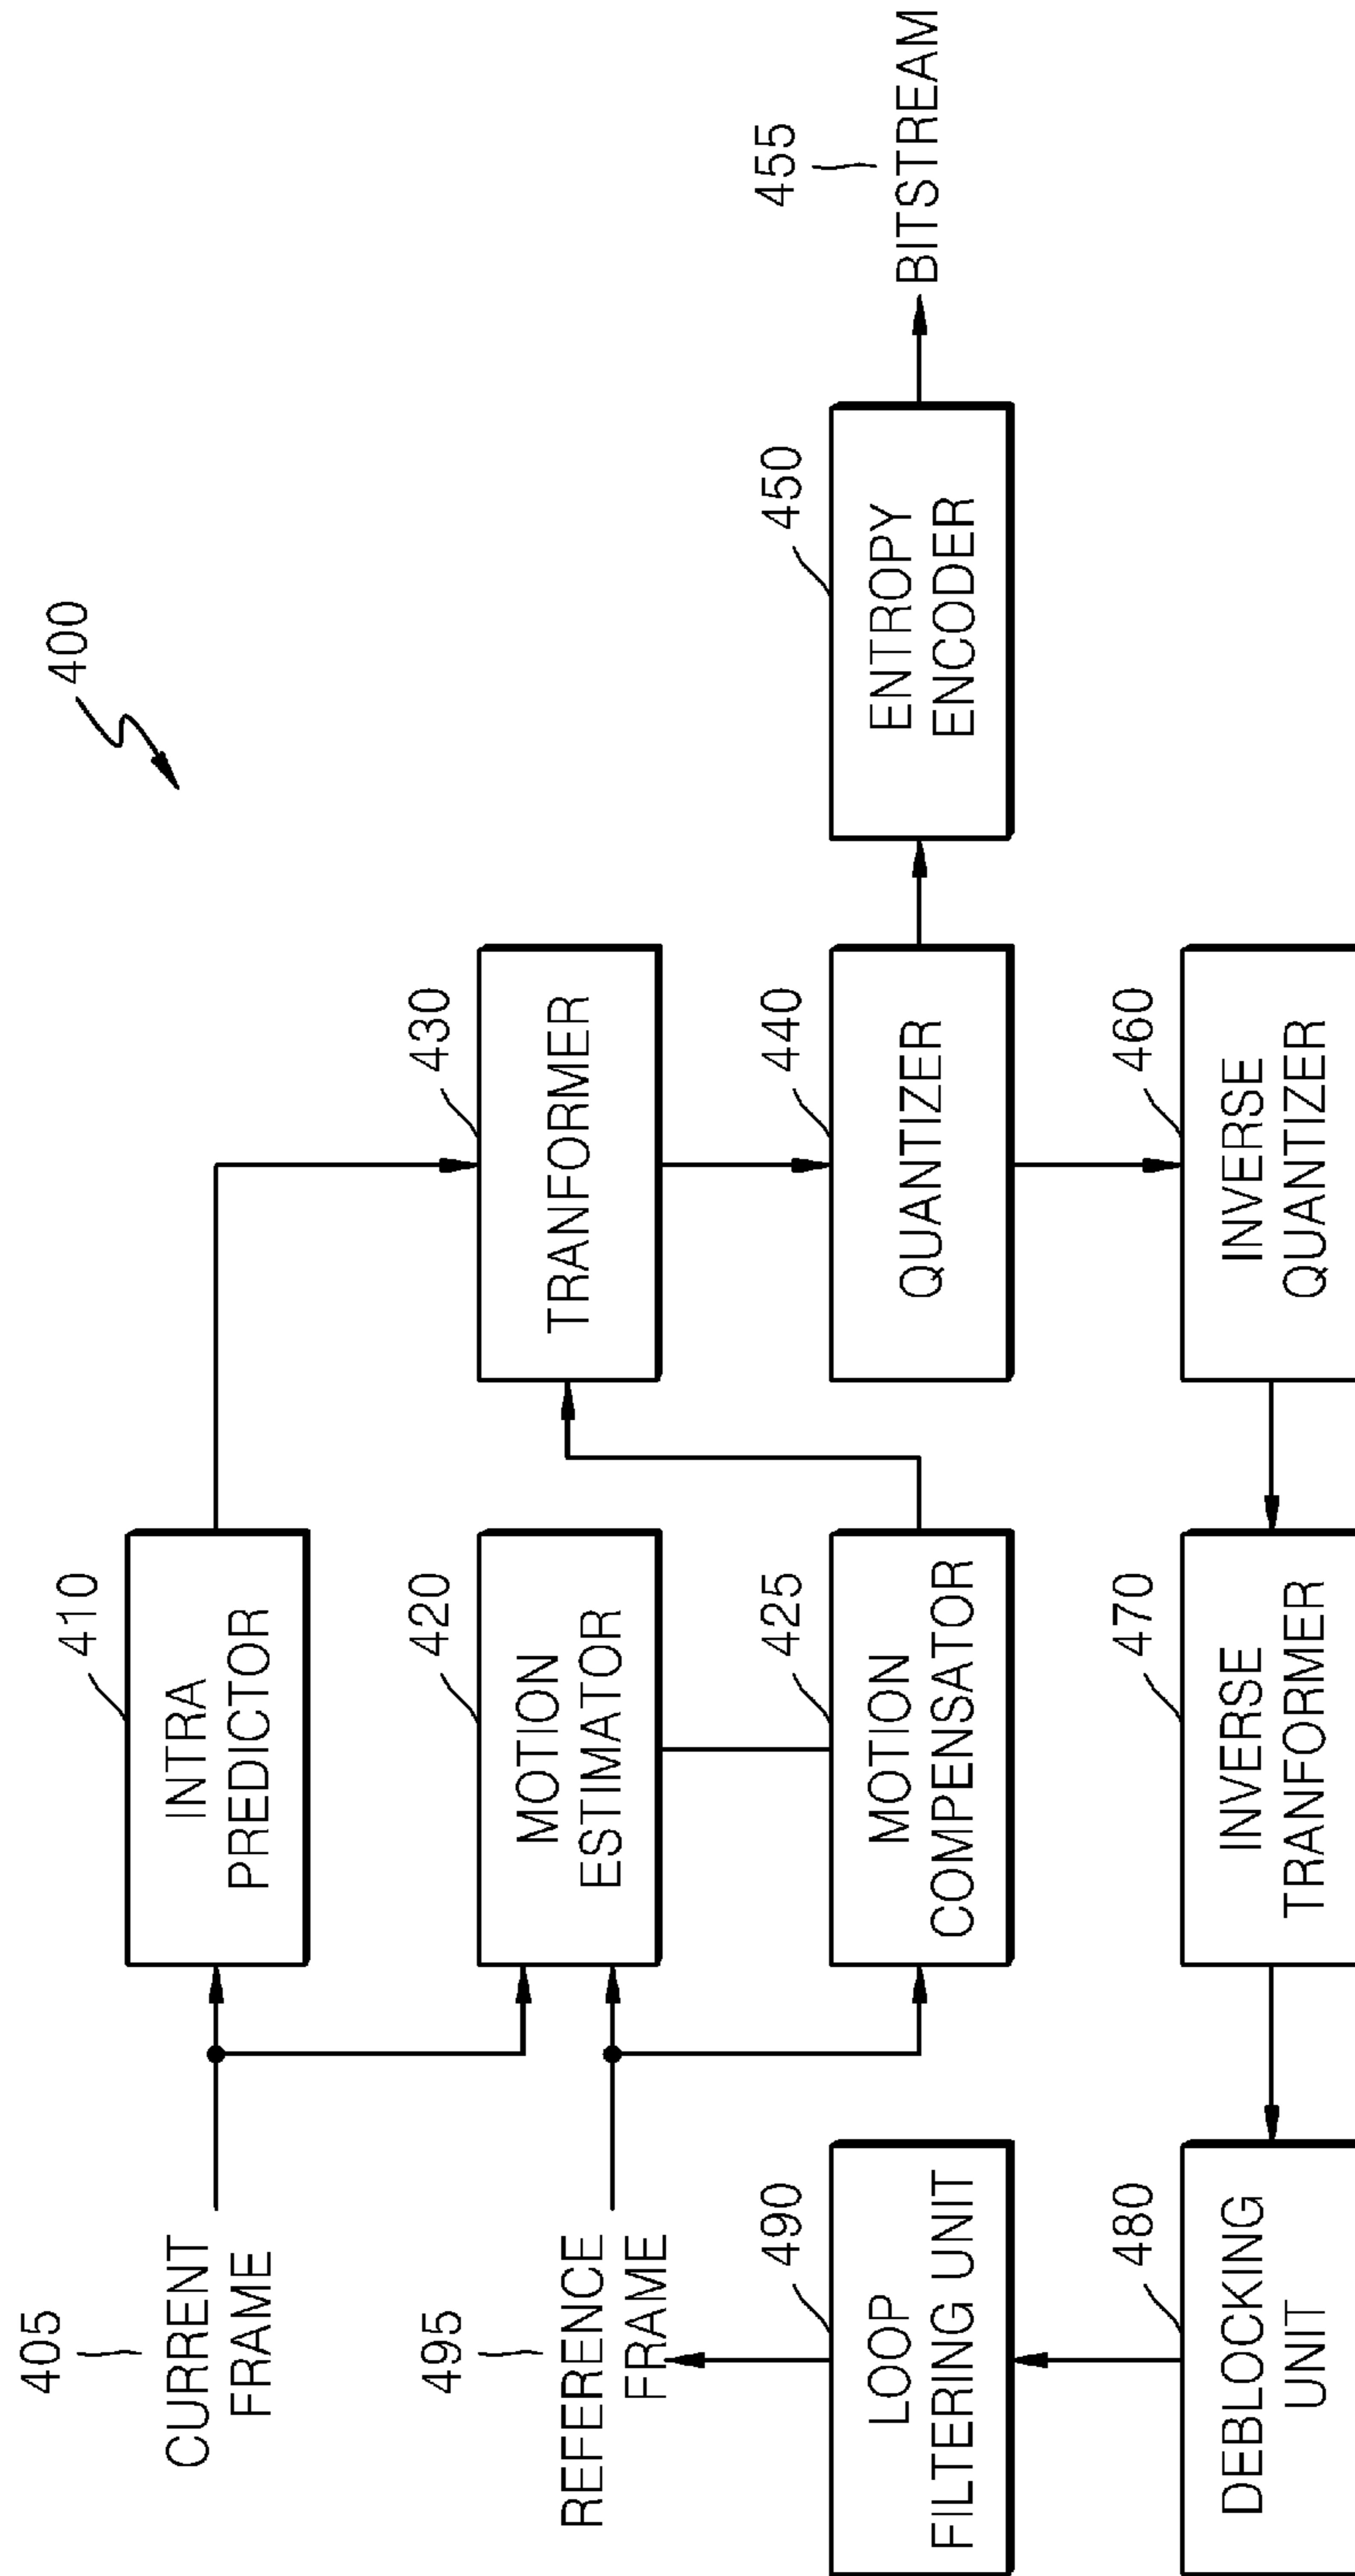 400
405
CURRENT
FRAME
410
INTRA
PREDICTOR
495
REFERENCE
FRAME
420
MOTION
ESTIMATOR
430
TRANFORMER
490
LOOP
FILTERING UNIT
425
MOTION
COMPENSATOR
440
QUANTIZER
450
ENTROPY
ENCODER
455
BITSTREAM
480
DEBLOCKING
UNIT
470
INVERSE
TRANFORMER
460
INVERSE
QUANTIZER